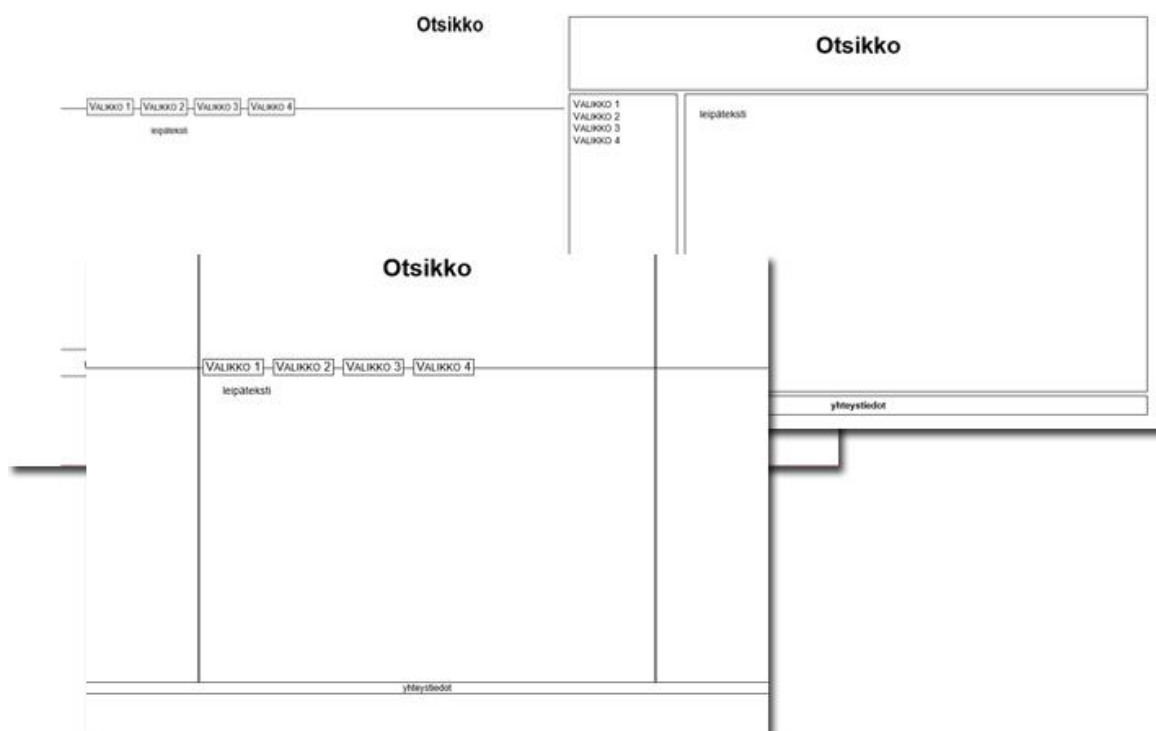 Otsikko
VALIKKO 1 VALIKKO 2 VALIKKO 3 VALIKKO 4
leipäteksti
Otsikko
VALIKKO 1
VALIKKO 2
VALIKKO 3
VALIKKO 4
leipäteksti
yhteystiedot
Otsikko
VALIKKO 1 VALIKKO 2 VALIKKO 3 VALIKKO 4
leipäteksti
yhteystiedot